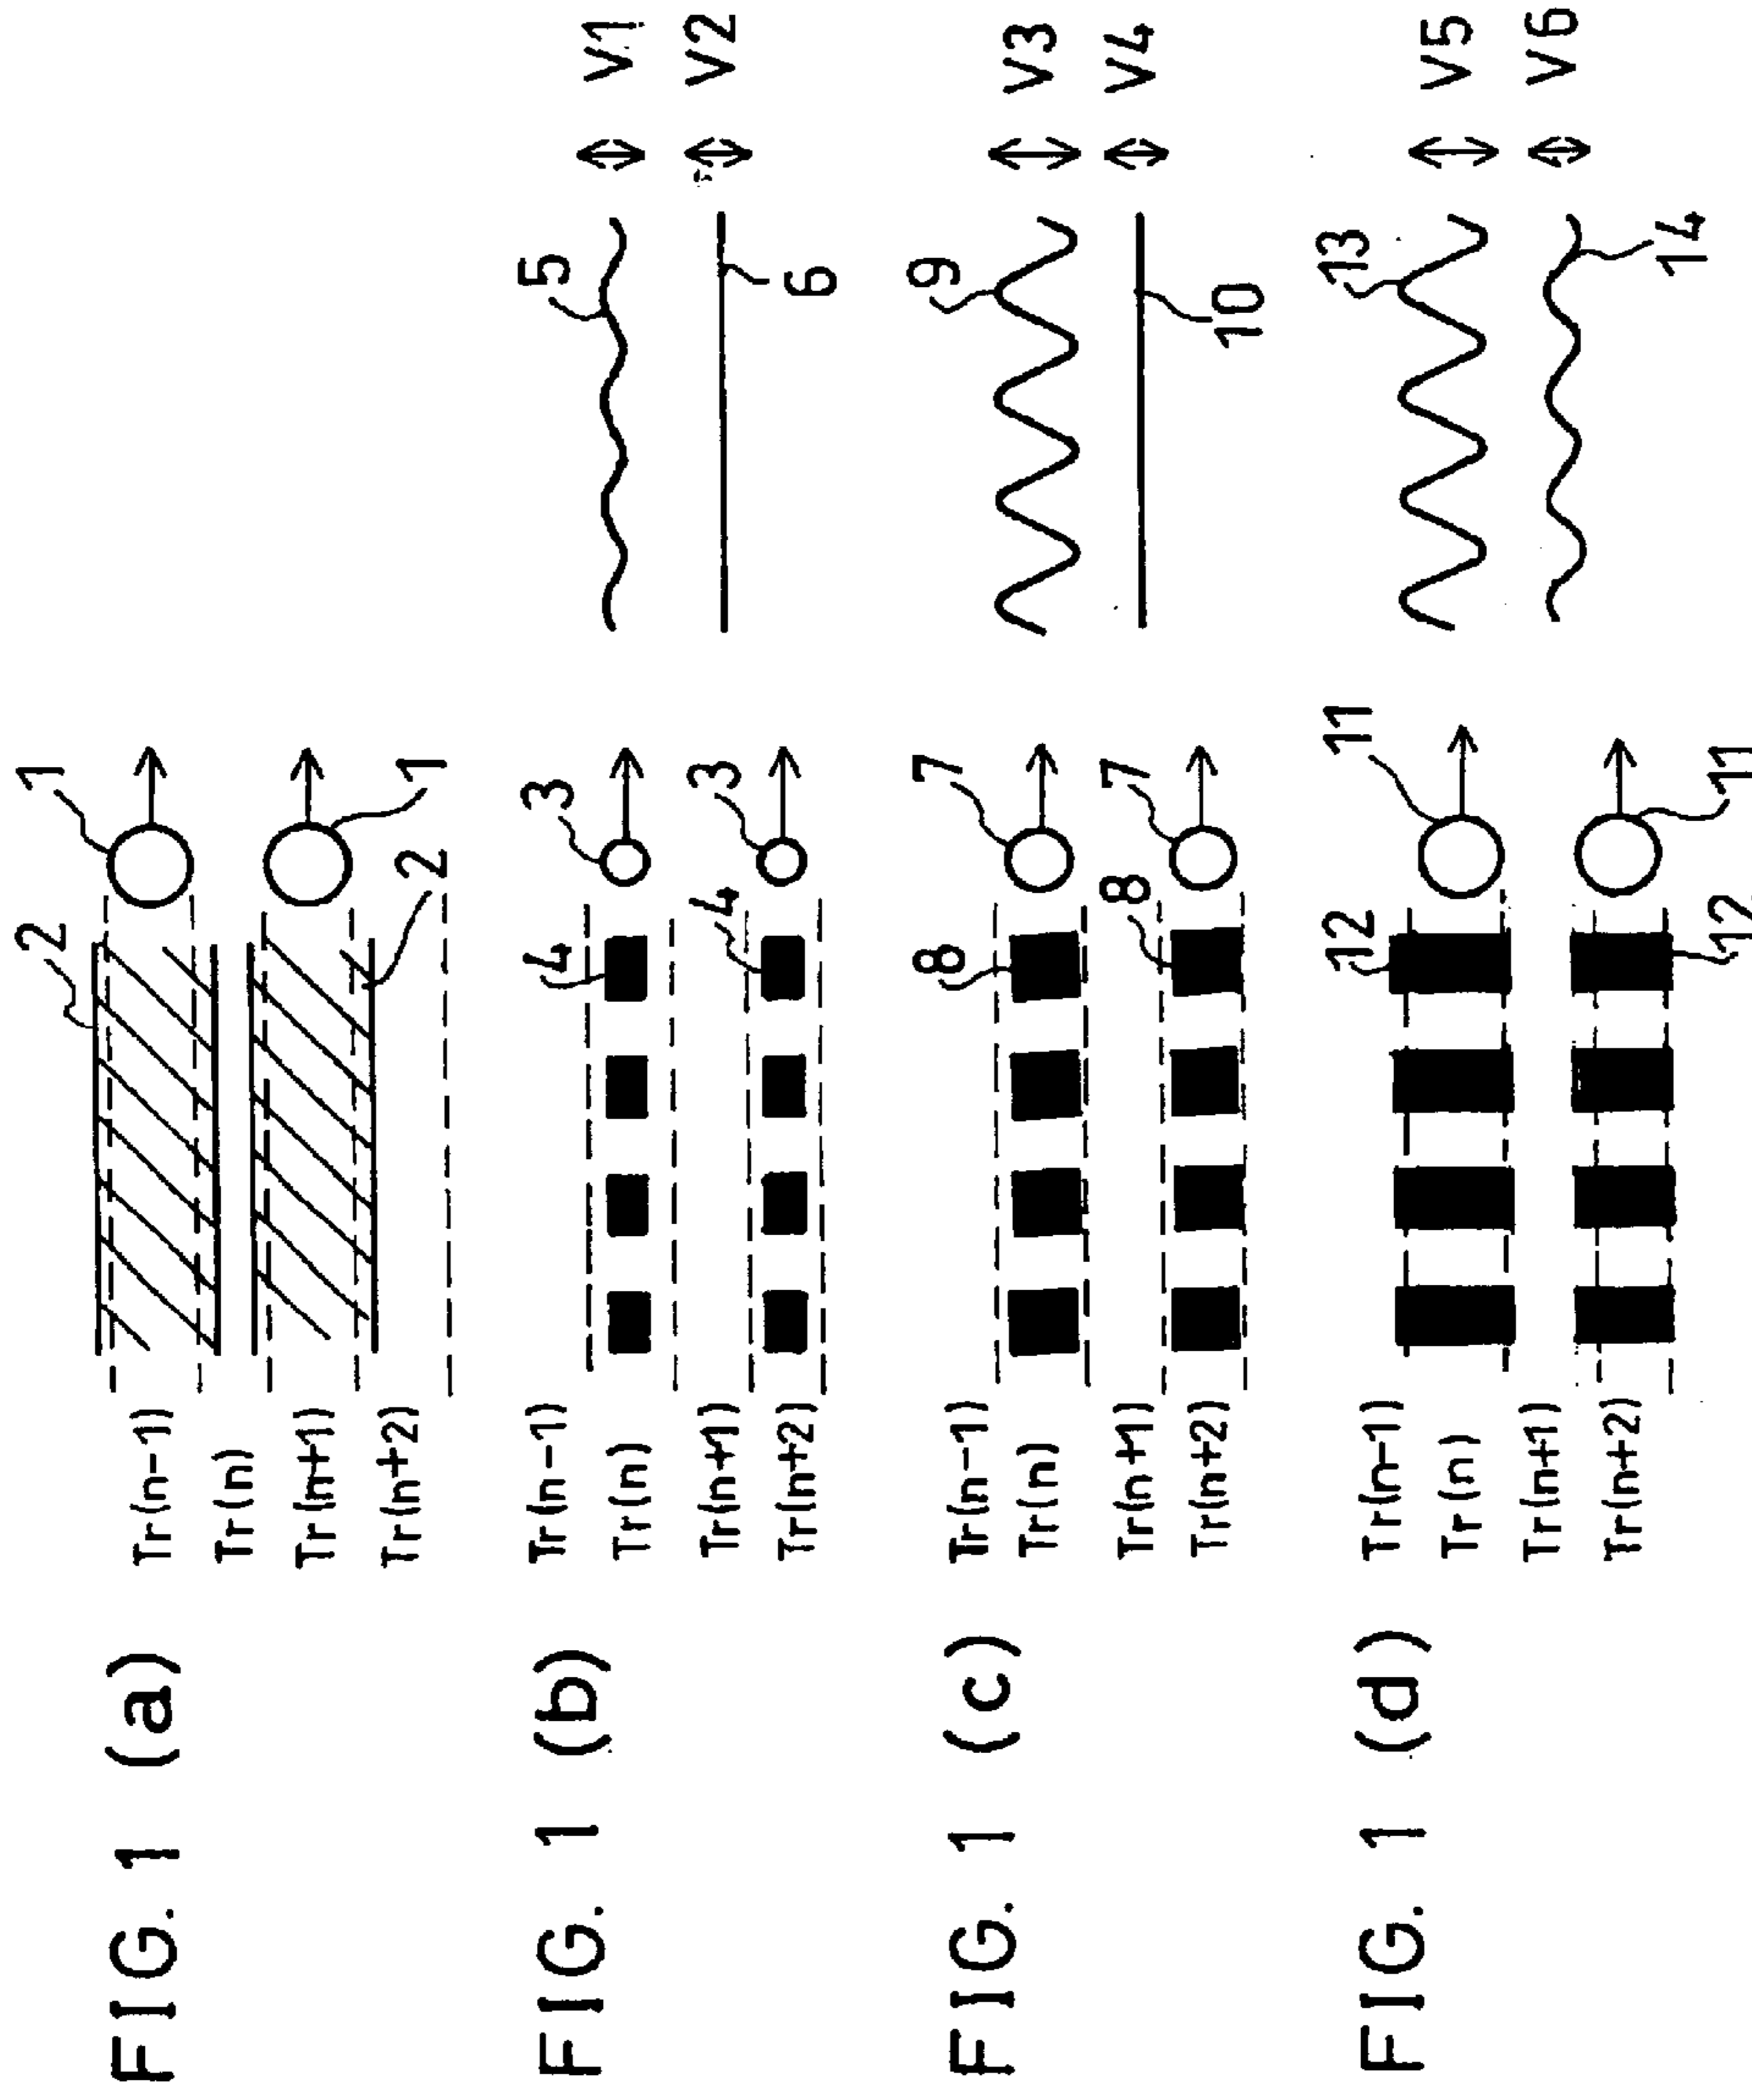 FIG. 1 (a)
Tr(n-1)
Tr(n)
Tr(n+1)
Tr(n+2)
2
1
2
1
FIG. 1 (b)
Tr(n-1)
Tr(n)
Tr(n+1)
Tr(n+2)
4
3
4
3
5
6
V1
V2
FIG. 1 (c)
Tr(n-1)
Tr(n)
Tr(n+1)
Tr(n+2)
8
7
8
7
9
10
V3
V4
FIG. 1 (d)
Tr(n-1)
Tr(n)
Tr(n+1)
Tr(n+2)
12
11
12
11
13
14
V5
V6